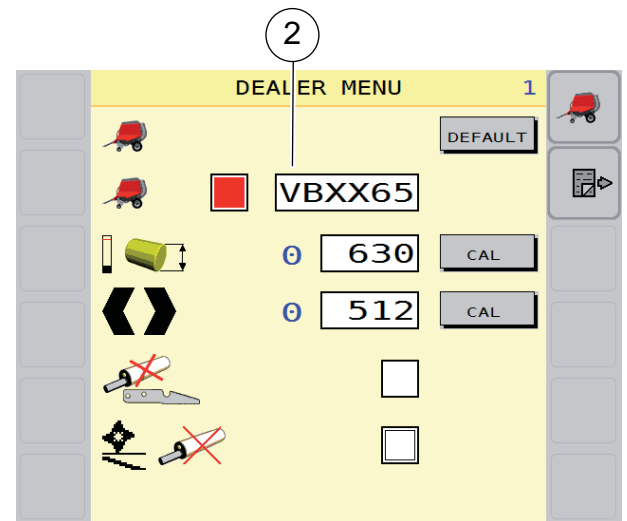 2
DEALER MENU 1
DEFAULT
VBXX65
0 630 CAL
0 512 CAL